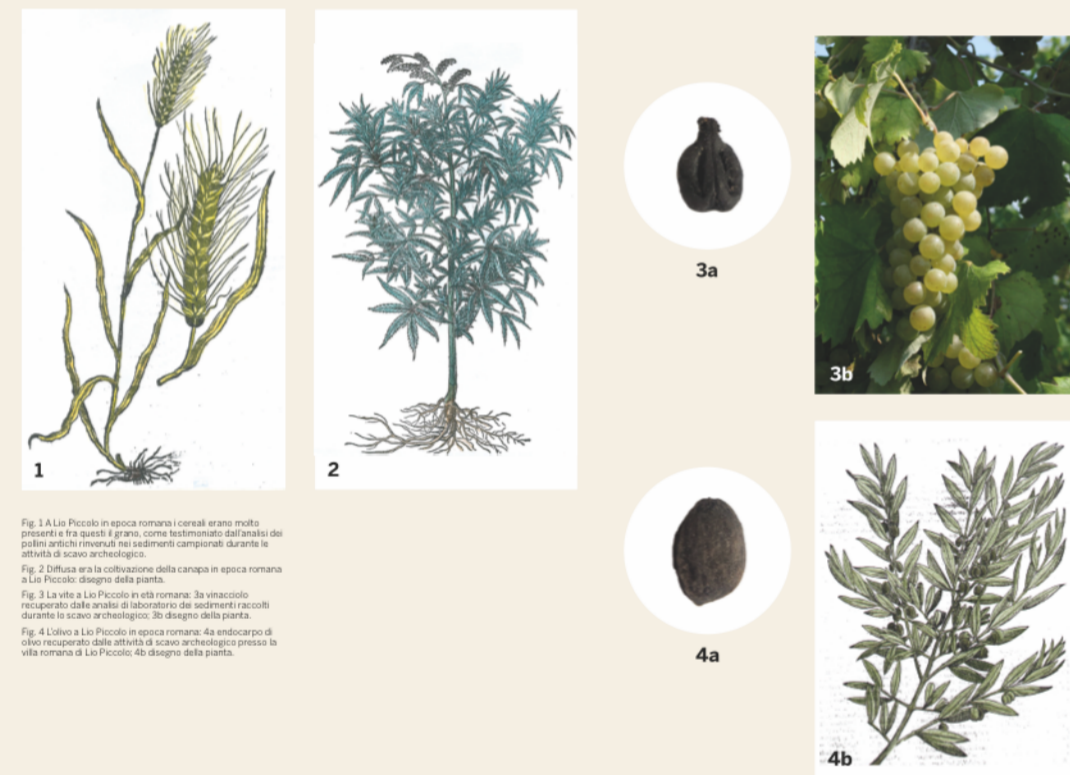 1
2
3a
3b
Fig. 1 A Lio Piccolo in epoca romana i cereali erano molto
presenti e fra questi il grano, come testimoniato dall'analisi dei
pollini antichi rinvenuti nei sedimenti campionati durante le
attività di scavo archeologico.
Fig. 2 Diffusa era la coltivazione della canapa in epoca romana
a Lio Piccolo: disegno della pianta.
Fig. 3 La vite a Lio Piccolo in età romana: 3a vinacciolo
recuperato dalle analisi di laboratorio dei sedimenti raccolti
durante lo scavo archeologico; 3b disegno della pianta.
Fig. 4 L'olivo a Lio Piccolo in epoca romana: 4a endocarpo di
olivo recuperato dalle attività di scavo archeologico presso la
villa romana di Lio Piccolo; 4b disegno della pianta.
4a
4b